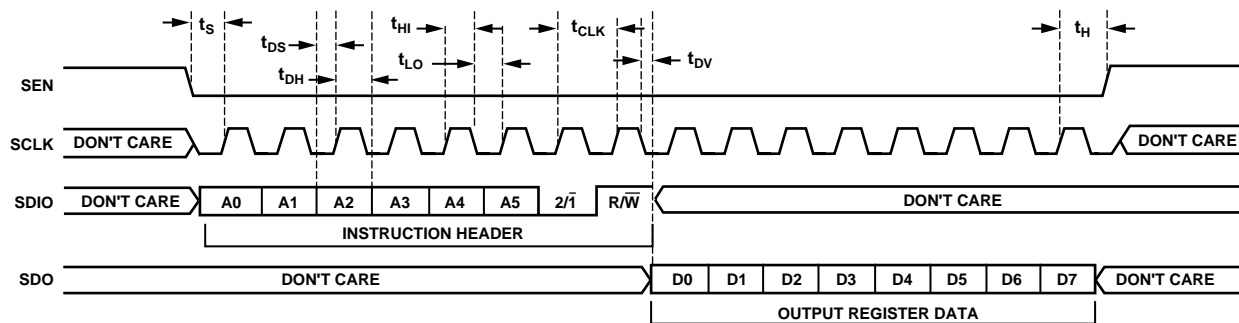 tS
tDS
tDH
tHI
tLO
tCLK
tDV
tH
SEN
SCLK DON'T CARE DON'T CARE
SDIO DON'T CARE A0 A1 A2 A3 A4 A5 2/1̅ R/W̅ DON'T CARE
INSTRUCTION HEADER
SDO DON'T CARE D0 D1 D2 D3 D4 D5 D6 D7 DON'T CARE
OUTPUT REGISTER DATA